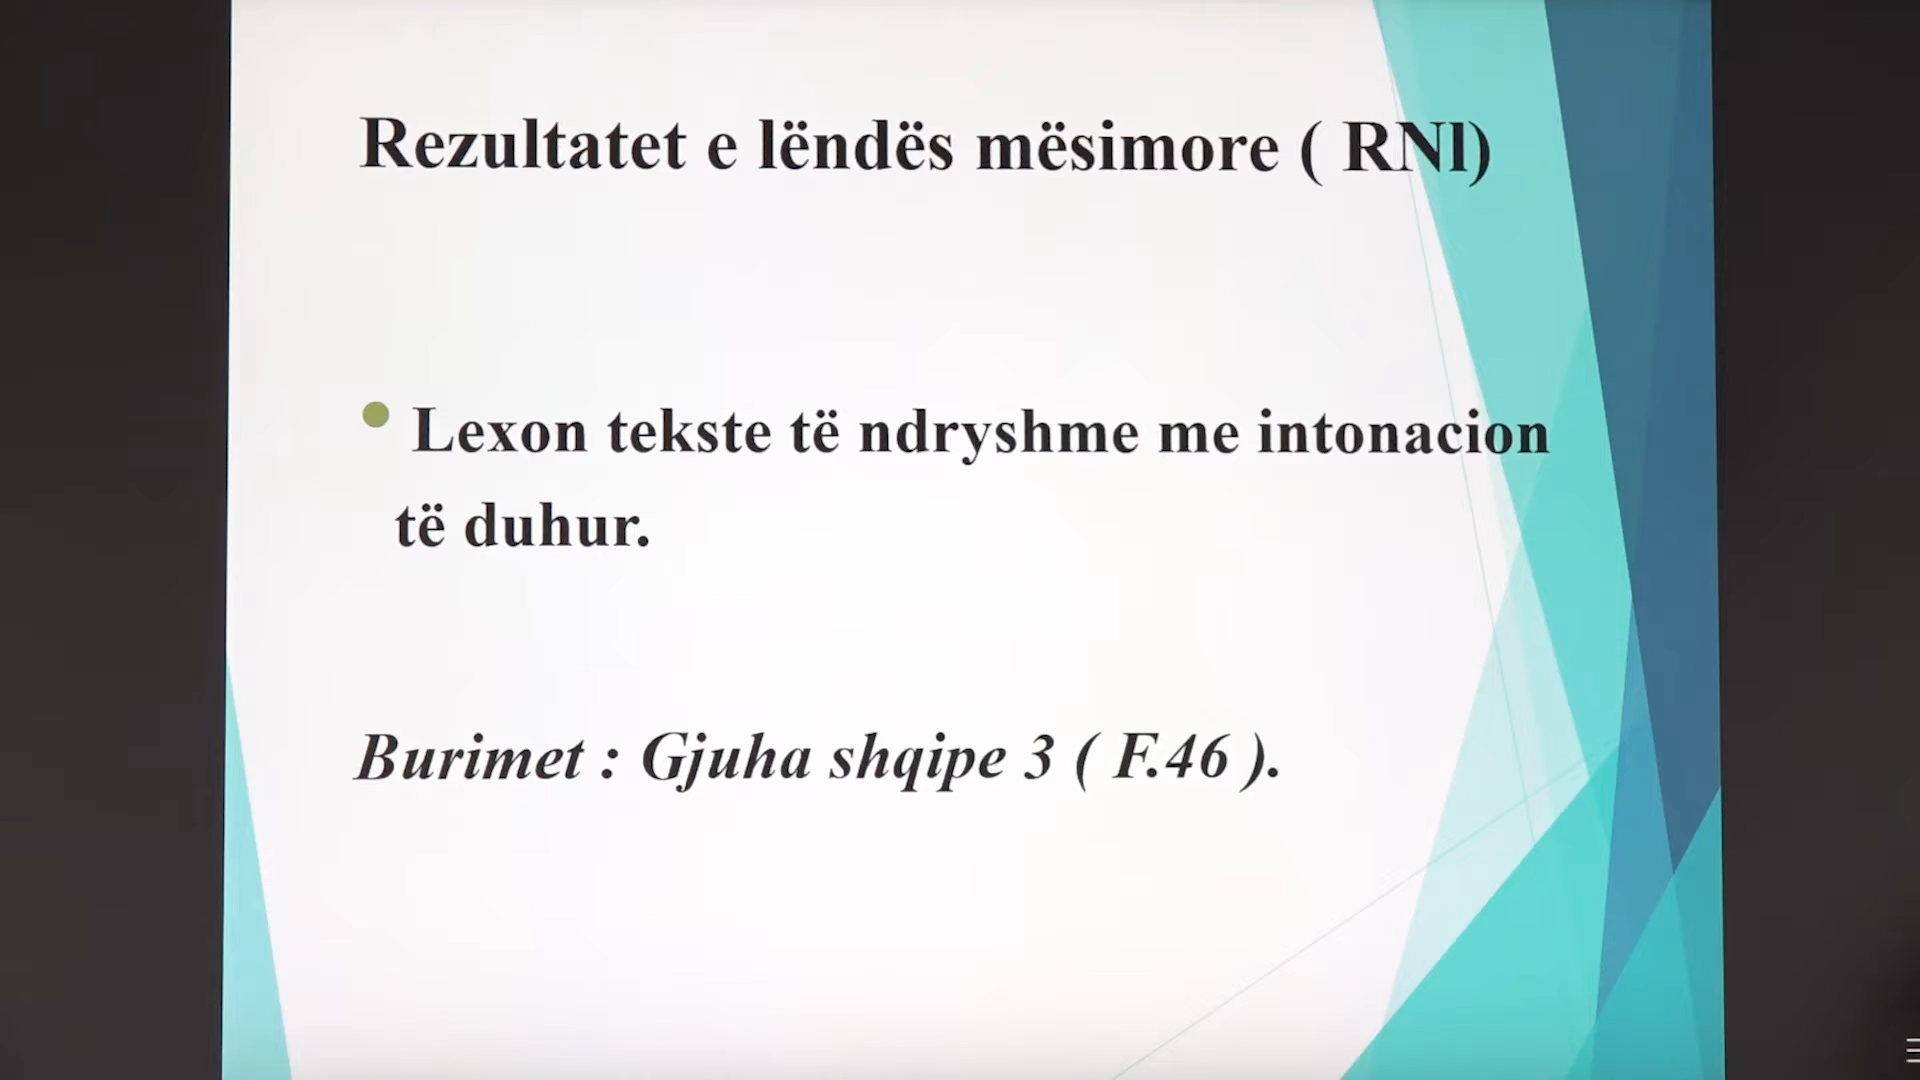 Rezultatet e lëndës mësimore ( RNl)
Lexon tekste të ndryshme me intonacion
të duhur.
Burimet : Gjuha shqipe 3 ( F.46 ).